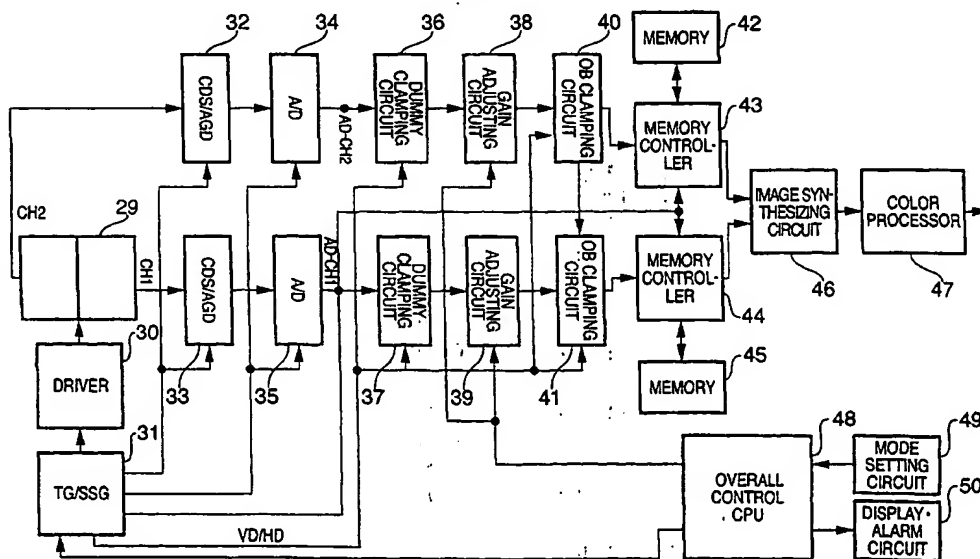 32
34
36
38
40
42
MEMORY
CDS/AGD
A/D
AD-CH2
DUMMY
CLAMPING
CIRCUIT
GAIN
ADJUSTING
CIRCUIT
OB CLAMPING
CIRCUIT
43
MEMORY
CONTROL-
LER
CH2
29
CH1
CDS/AGD
A/D
AD-CH1
DUMMY
CLAMPING
CIRCUIT
GAIN
ADJUSTING
CIRCUIT
OB CLAMPING
CIRCUIT
MEMORY
CONTROL-
LER
IMAGE SYN-
THESIZING
CIRCUIT
COLOR
PROCESSOR
46
47
44
30
33
35
37
39
41
MEMORY
45
DRIVER
31
48
49
TG/SSG
OVERALL
CONTROL
CPU
MODE
SETTING
CIRCUIT
50
DISPLAY·
ALARM CIRCUIT
VD/HD